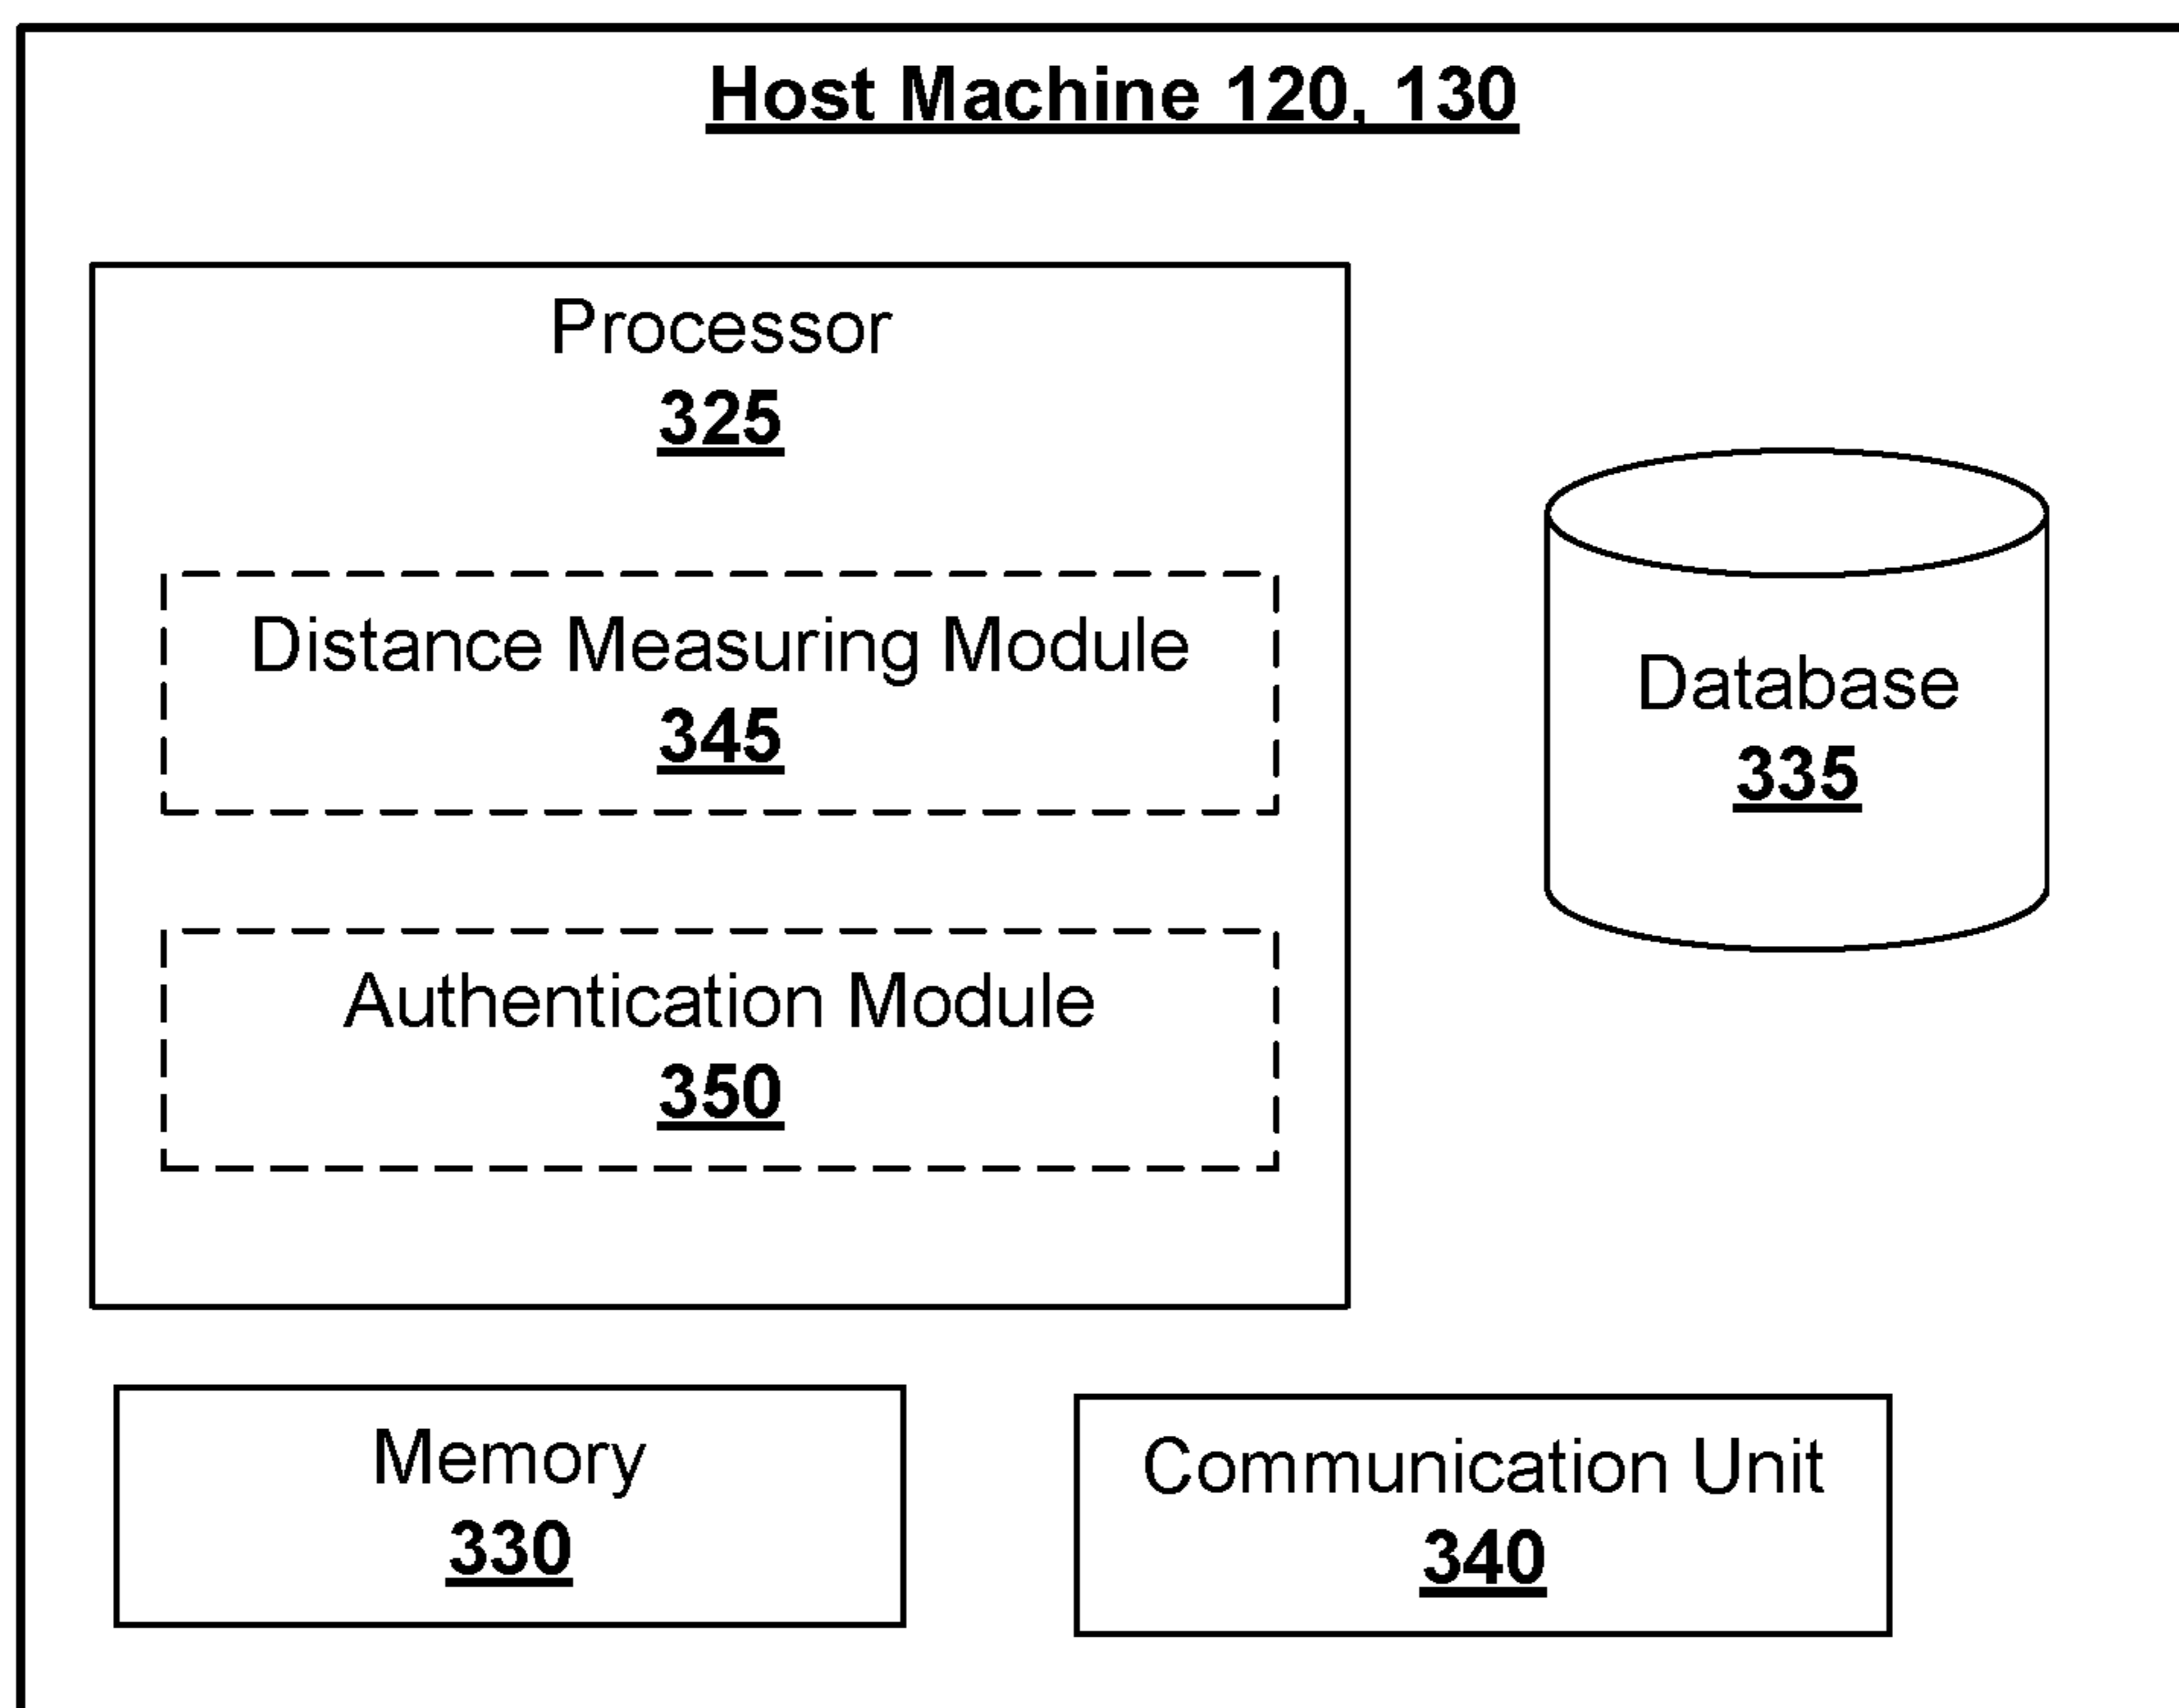 Host Machine 120, 130
Processor
325
Distance Measuring Module
345
Authentication Module
350
Database
335
Memory
330
Communication Unit
340